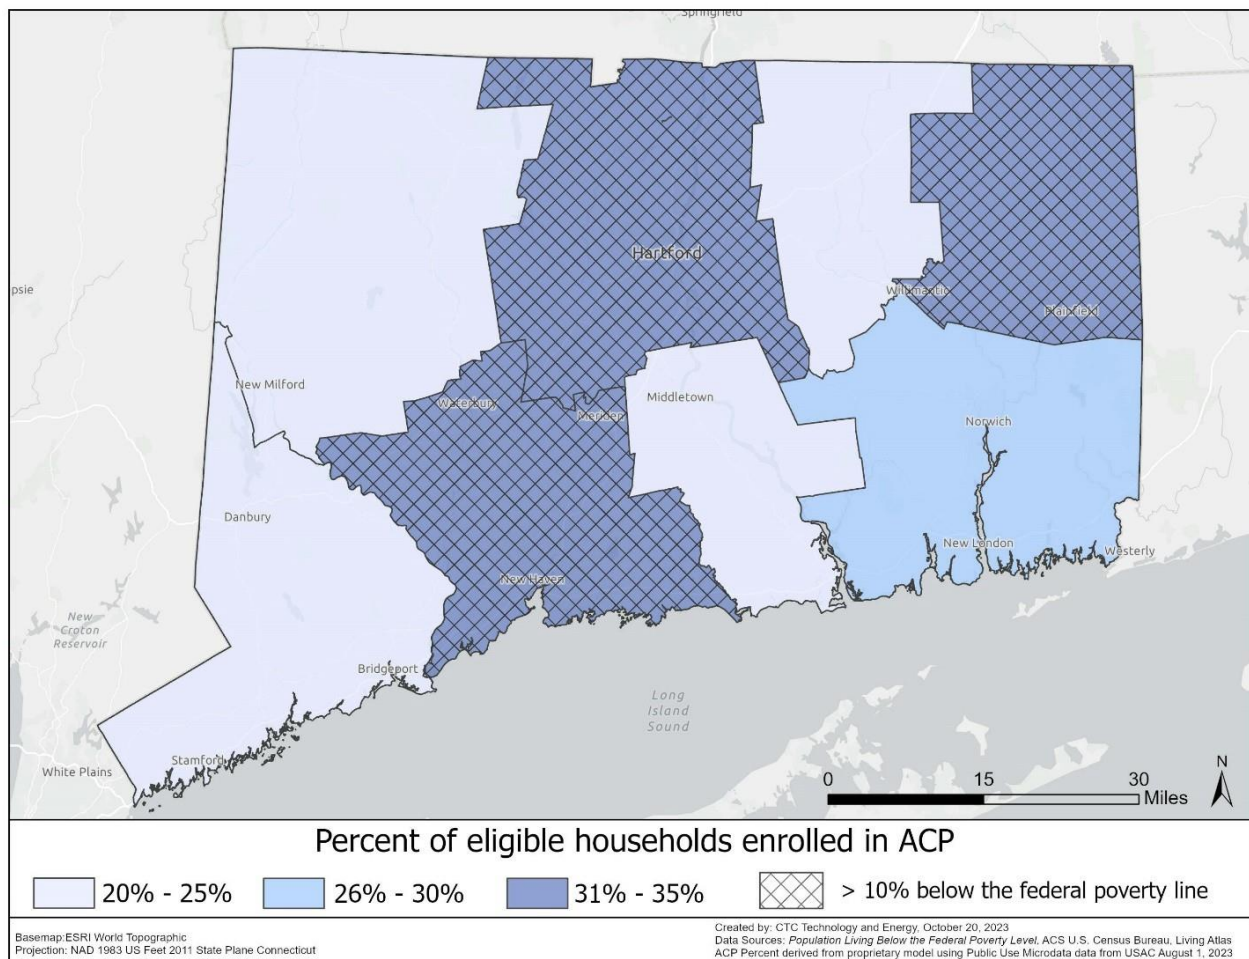 Springfield
Hartford
psie
Willimantic
Plainfield
New Milford
Waterbury
Meriden
Middletown
Norwich
Danbury
New London
Westerly
New Haven
New
Croton
Reservoir
Bridgeport
Long
Island
Sound
Stamford
White Plains
N
0 15 30
Miles
Percent of eligible households enrolled in ACP
20% - 25% 26% - 30% 31% - 35% > 10% below the federal poverty line
Basemap:ESRI World Topographic
Projection: NAD 1983 US Feet 2011 State Plane Connecticut
Created by: CTC Technology and Energy, October 20, 2023
Data Sources: Population Living Below the Federal Poverty Level, ACS U.S. Census Bureau, Living Atlas
ACP Percent derived from proprietary model using Public Use Microdata data from USAC August 1, 2023